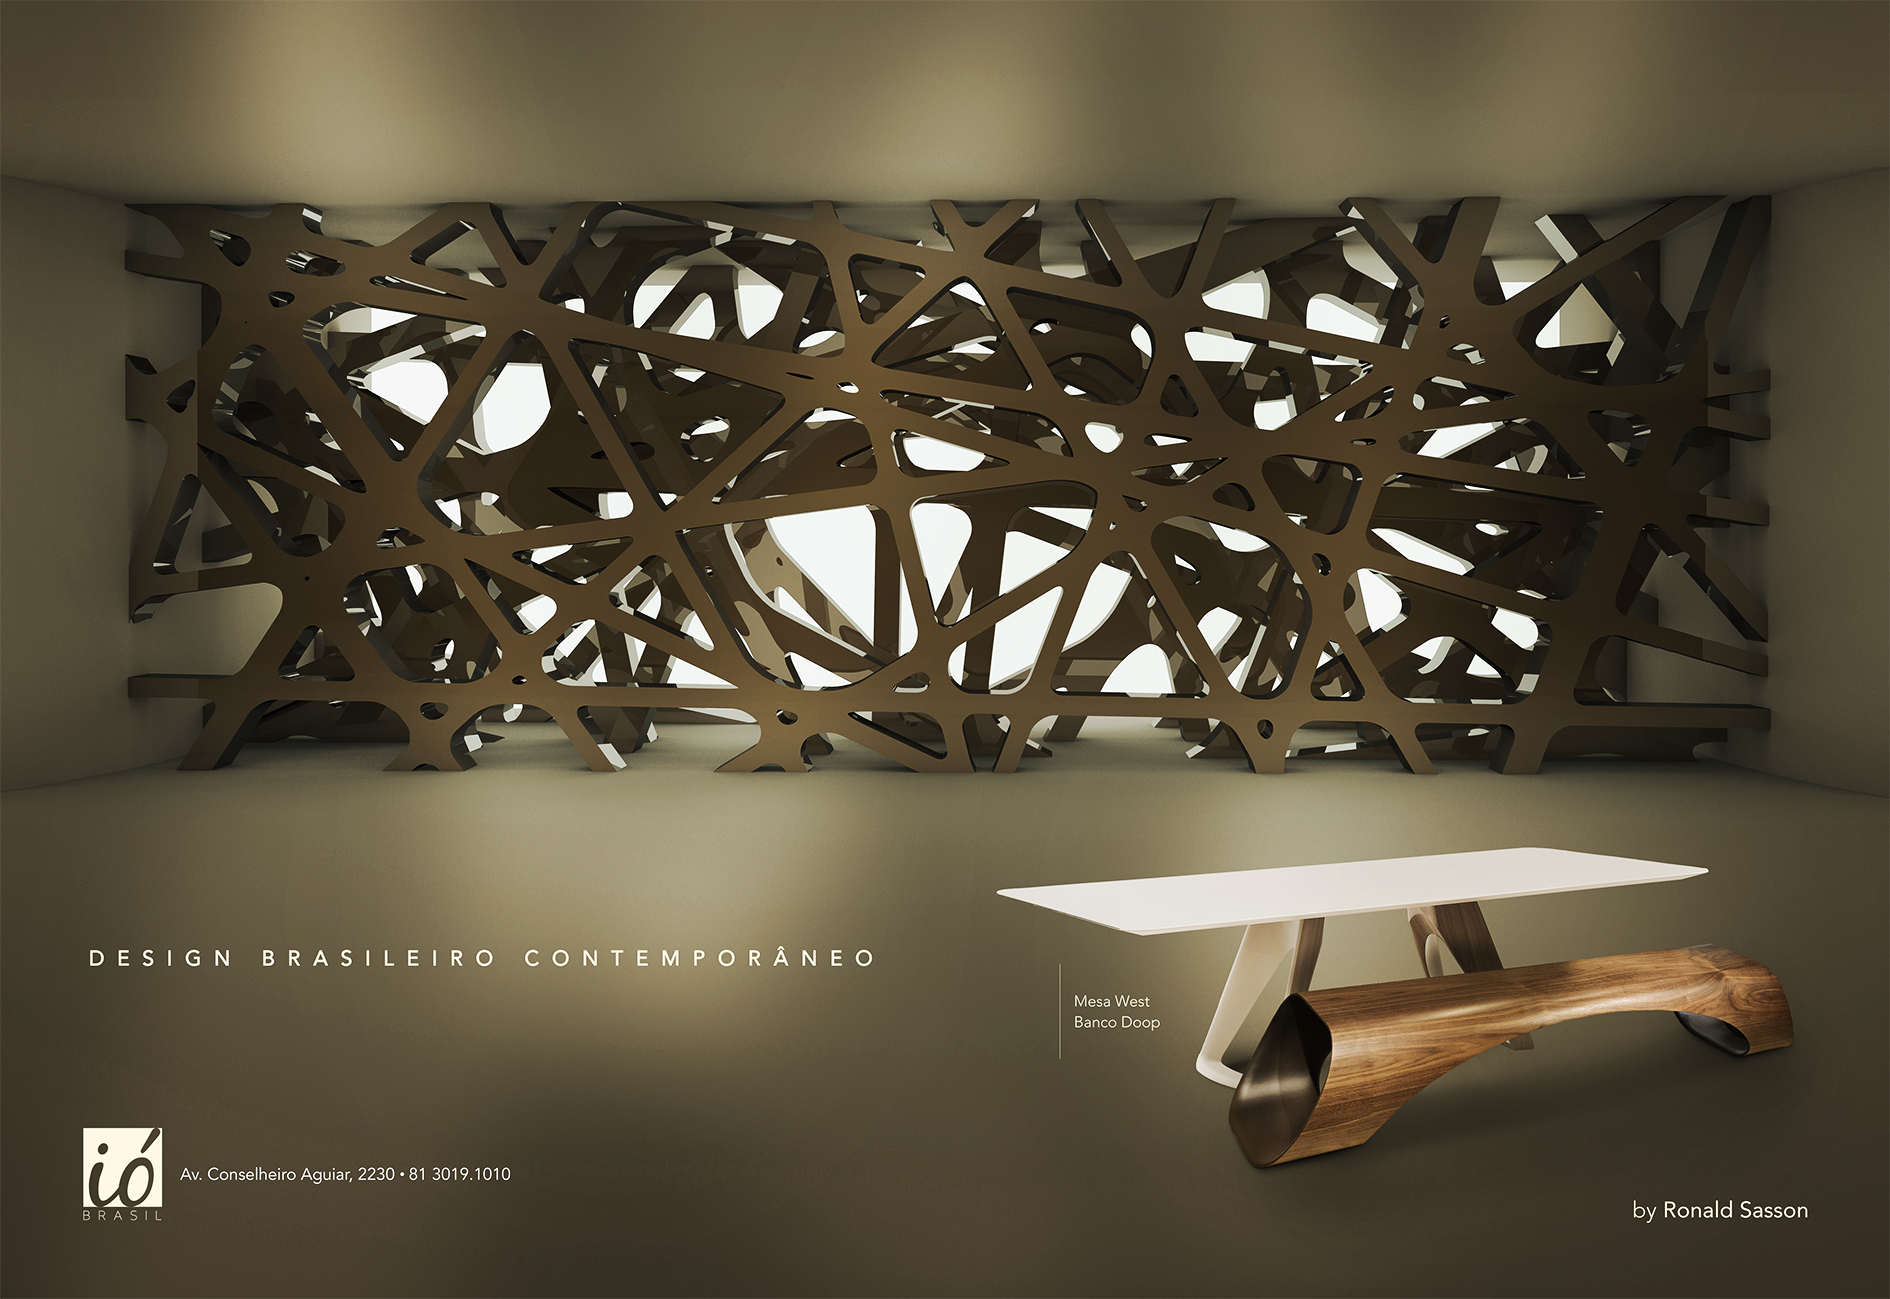 DESIGN BRASILEIRO CONTEMPORÂNEO
Mesa West
Banco Doop
ió
BRASIL
Av. Conselheiro Aguiar, 2230 • 81 3019.1010
by Ronald Sasson